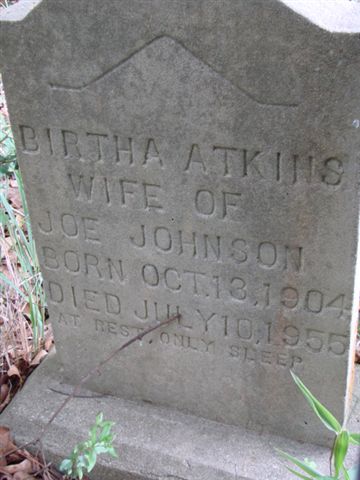 BIRTHA ATKINS
WIFE OF
JOE JOHNSON
BORN OCT. 13, 1904
DIED JULY 10, 1955
AT REST, ONLY SLEEP